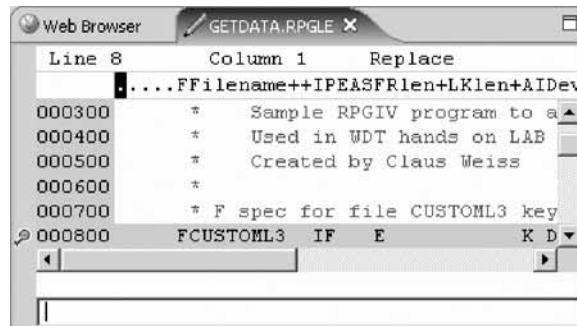 Web Browser GETDATA.RPGLE
Line 8 Column 1 Replace
.....FFilename++IPEASFRlen+LKlen+AIDev
000300 * Sample RPGIV program to a
000400 * Used in WDT hands on LAB
000500 * Created by Claus Weiss
000600 *
000700 * F spec for file CUSTOML3 key
000800 FCUSTOML3 IF E K D